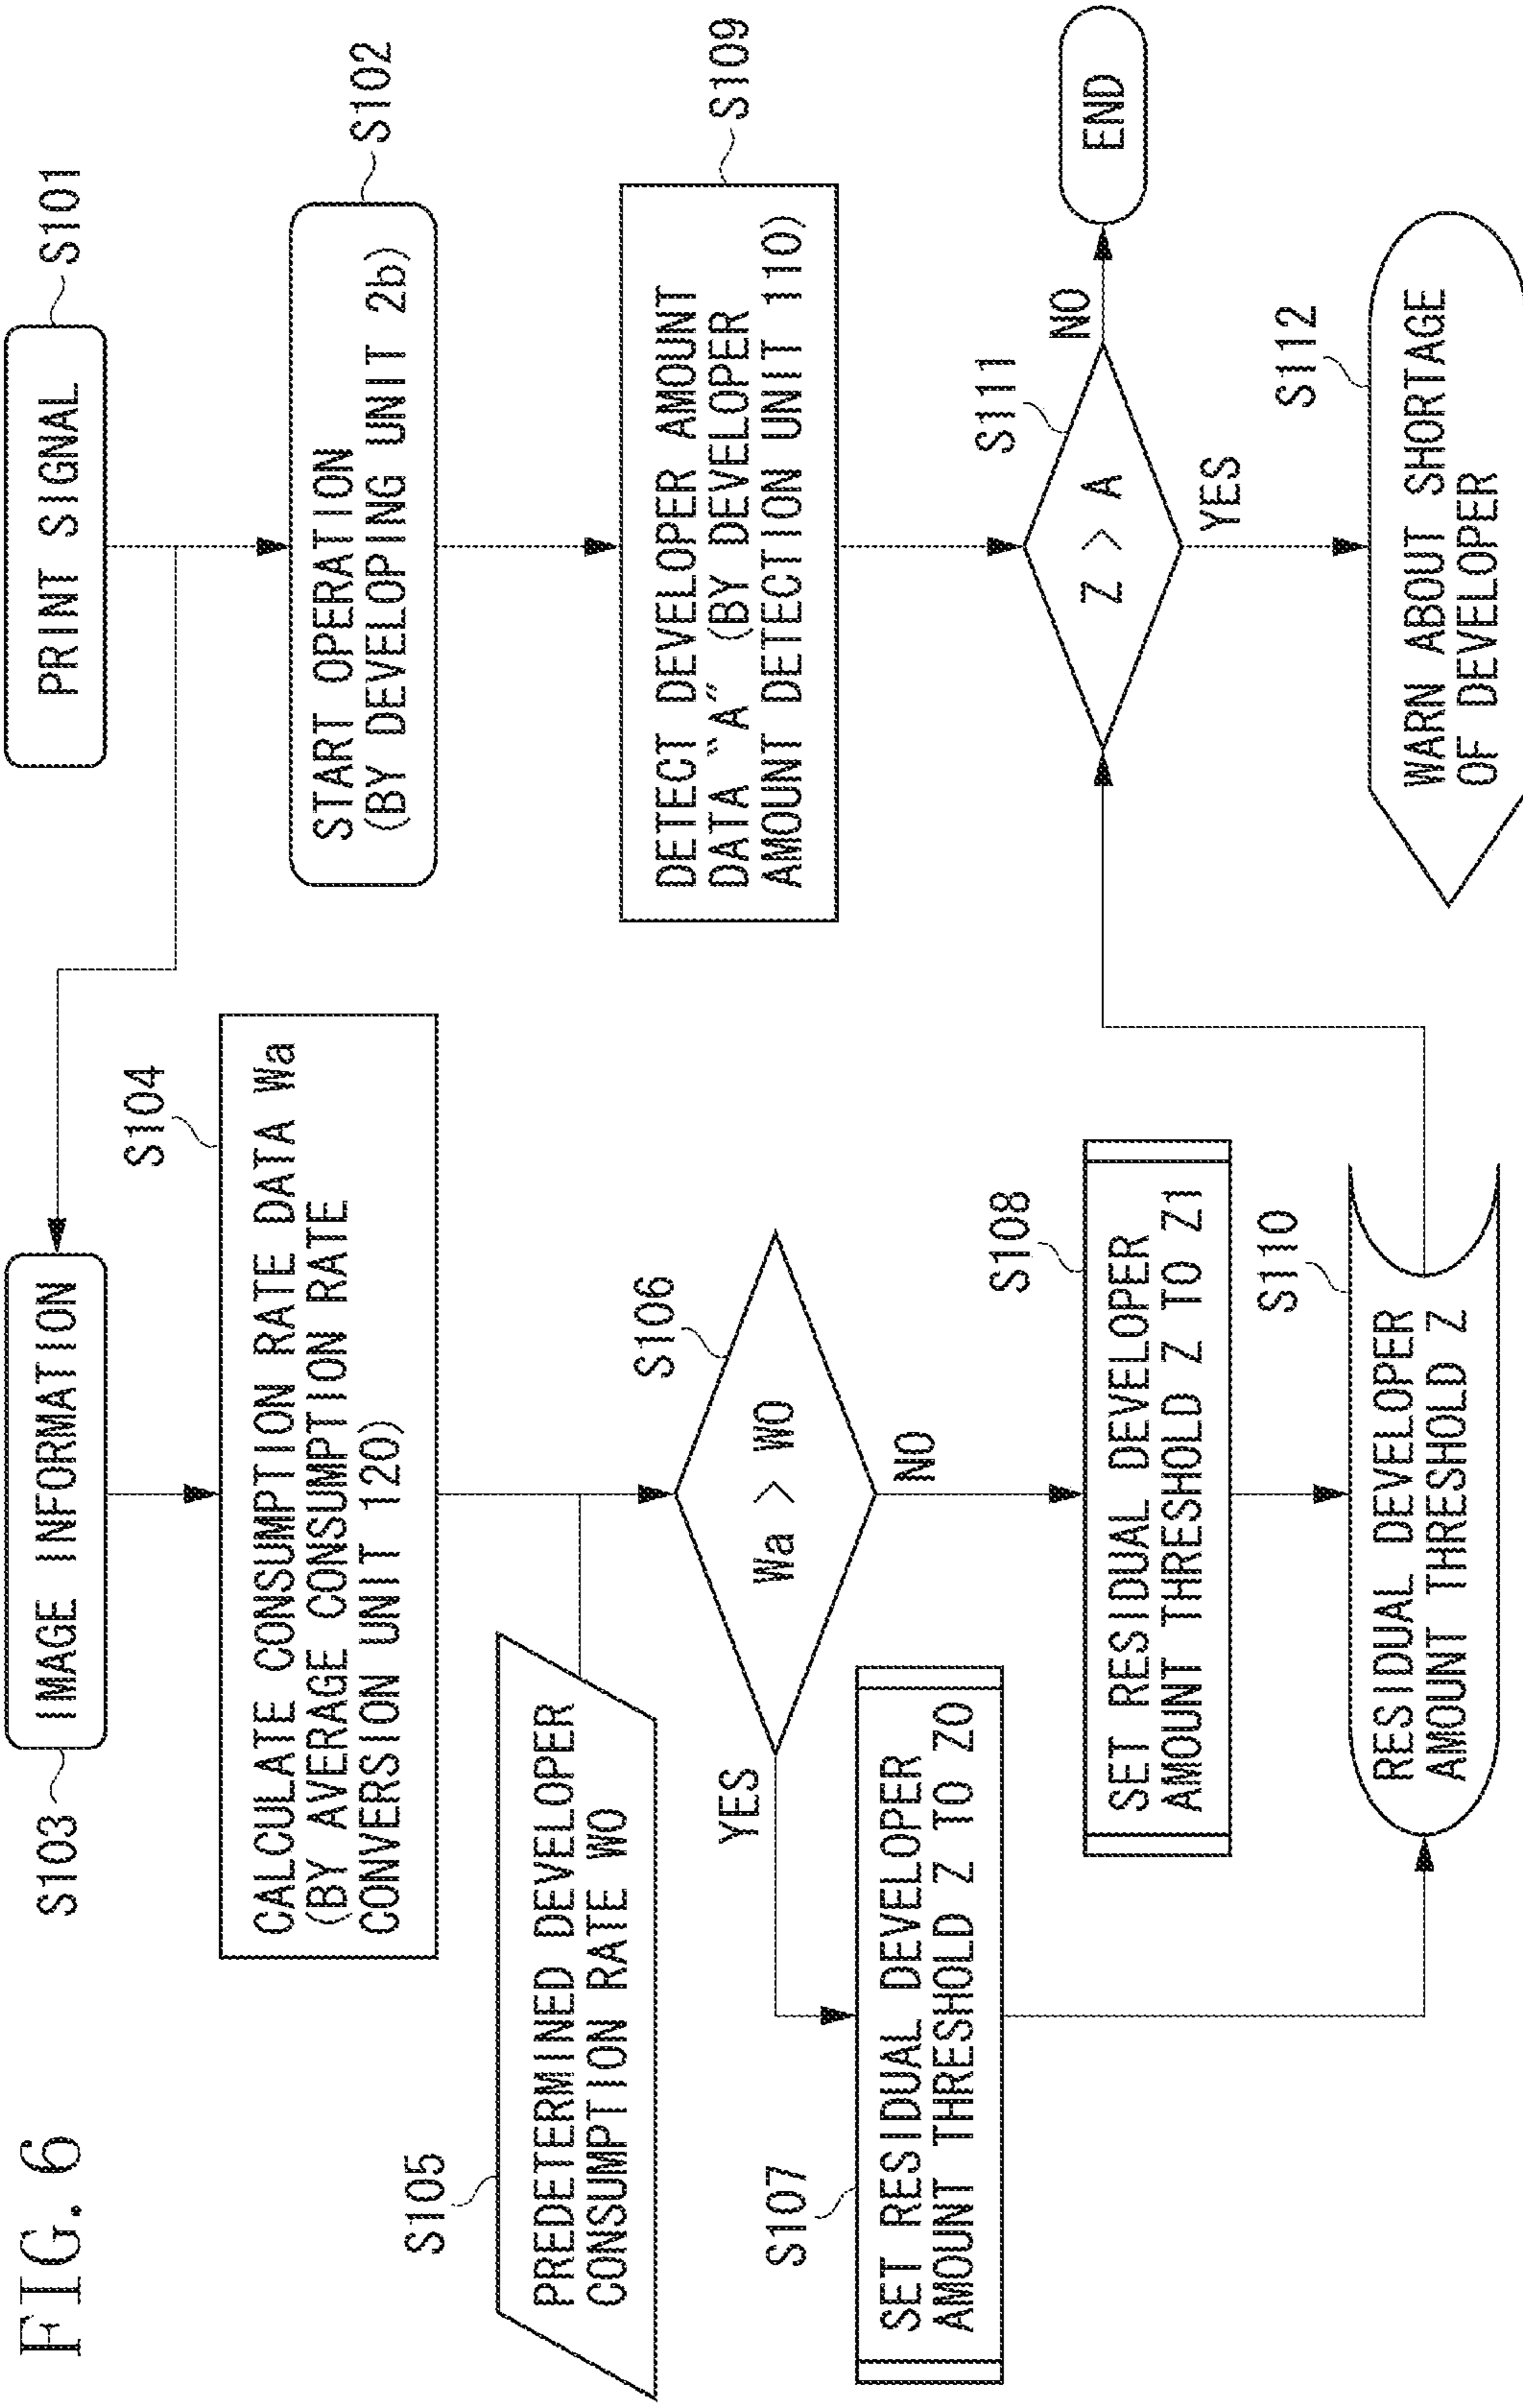 FIG. 6
PRINT SIGNAL
S101
START OPERATION
(BY DEVELOPING UNIT 2b)
S102
S103
IMAGE INFORMATION
S104
CALCULATE CONSUMPTION RATE DATA Wa
(BY AVERAGE CONSUMPTION RATE
CONVERSION UNIT 120)
S105
PREDETERMINED DEVELOPER
CONSUMPTION RATE W0
S106
Wa > W0
YES
NO
S107
SET RESIDUAL DEVELOPER
AMOUNT THRESHOLD Z TO Z0
S108
SET RESIDUAL DEVELOPER
AMOUNT THRESHOLD Z TO Z1
S109
DETECT DEVELOPER AMOUNT
DATA “A” (BY DEVELOPER
AMOUNT DETECTION UNIT 110)
S110
RESIDUAL DEVELOPER
AMOUNT THRESHOLD Z
S111
Z > A
NO
END
YES
S112
WARN ABOUT SHORTAGE
OF DEVELOPER